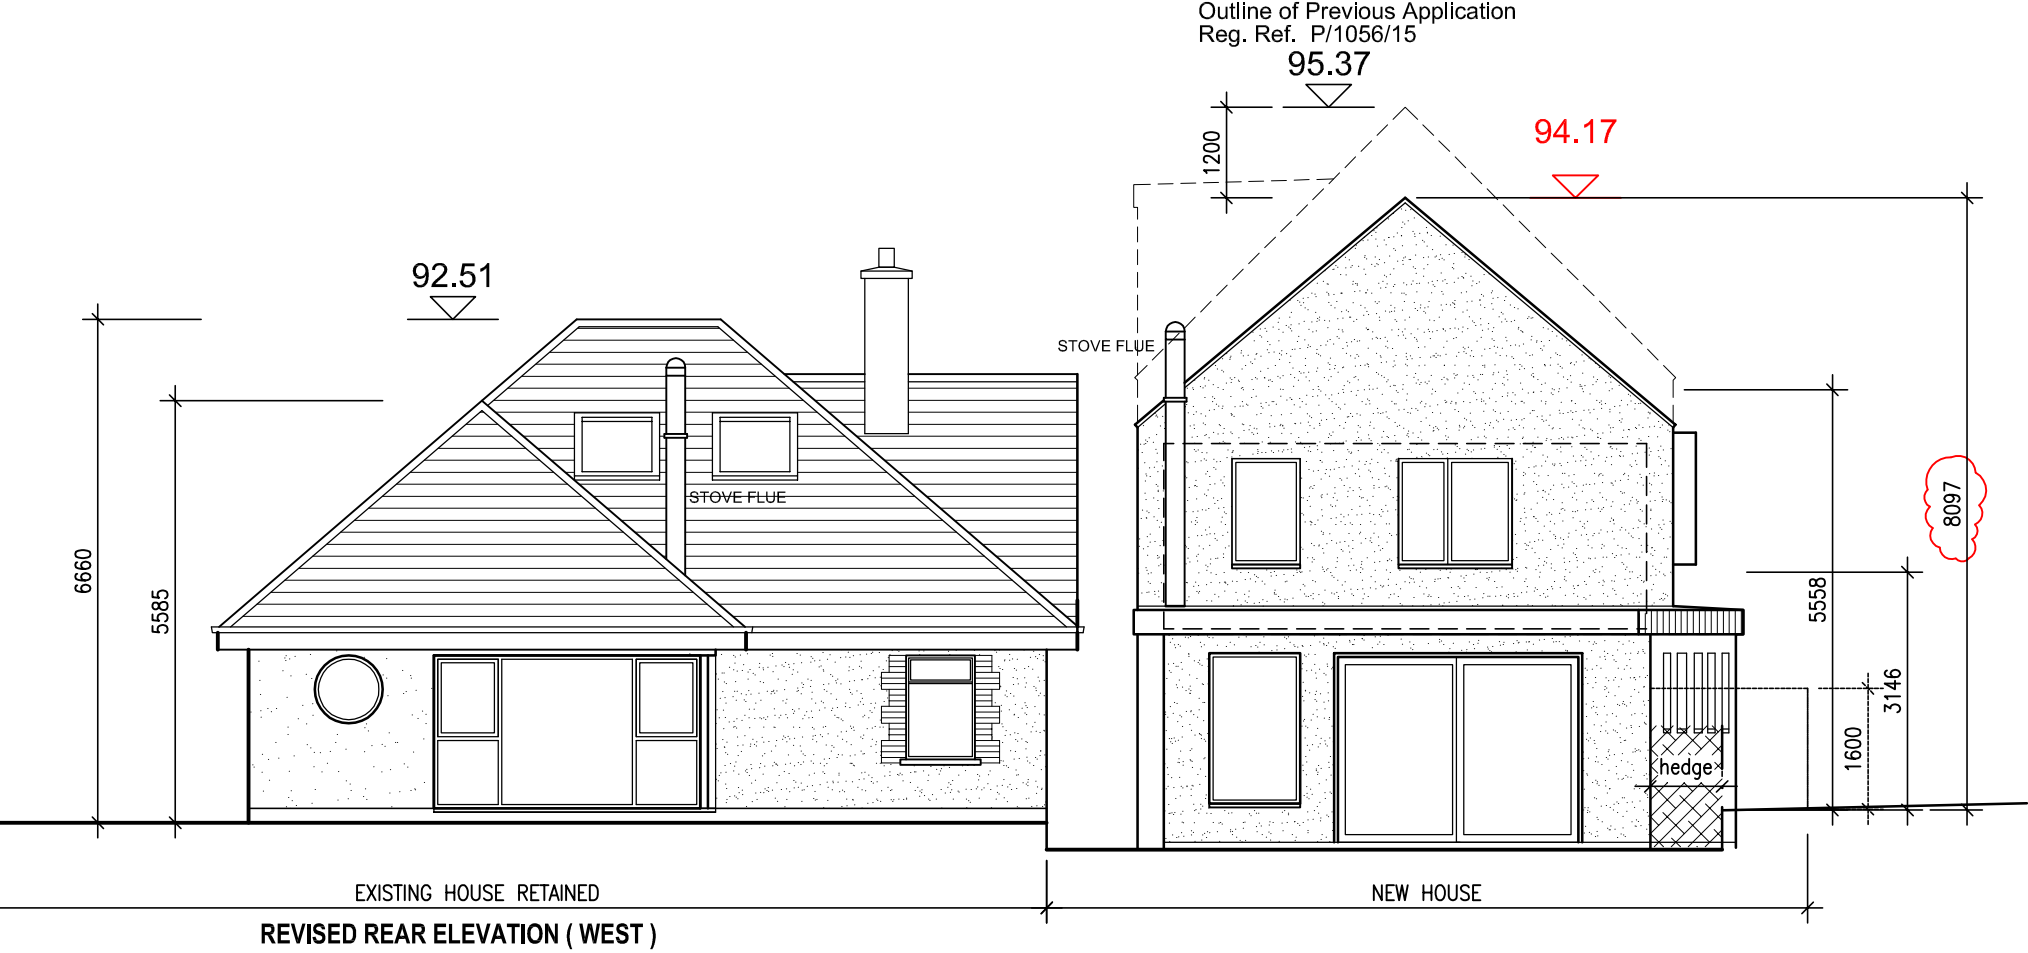 Outline of Previous Application
Reg. Ref. P/1056/15
95.37
1200
94.17
92.51
STOVE FLUE
STOVE FLUE
6660
5585
8097
5558
3146
1600
hedge
EXISTING HOUSE RETAINED
NEW HOUSE
REVISED REAR ELEVATION ( WEST )